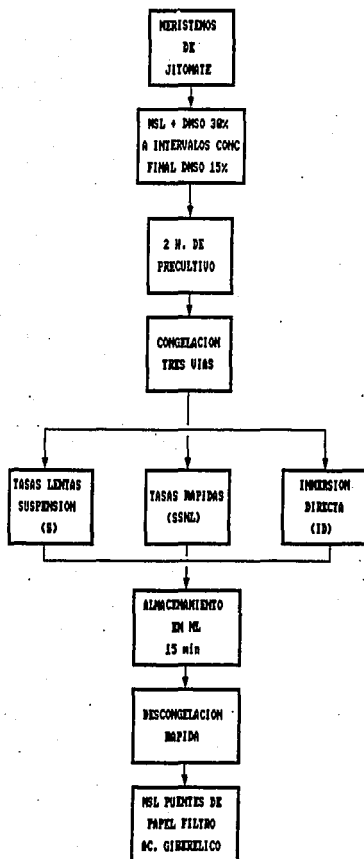 MERISTEMOS
DE
JITOMATE
MSL + DMSO 30%
A INTERVALOS CONC
FINAL DMSO 15%
2 H. DE
PRECULTIVO
CONGELACION
TRES VIAS
TASAS LENTAS
SUSPENSION
(S)
TASAS RAPIDAS
(SSNL)
INMERSION
DIRECTA
(ID)
ALMACENAMIENTO
EN NL
15 min
DESCONGELACION
RAPIDA
MSL PUENTES DE
PAPEL FILTRO
AC. GIBERELICO